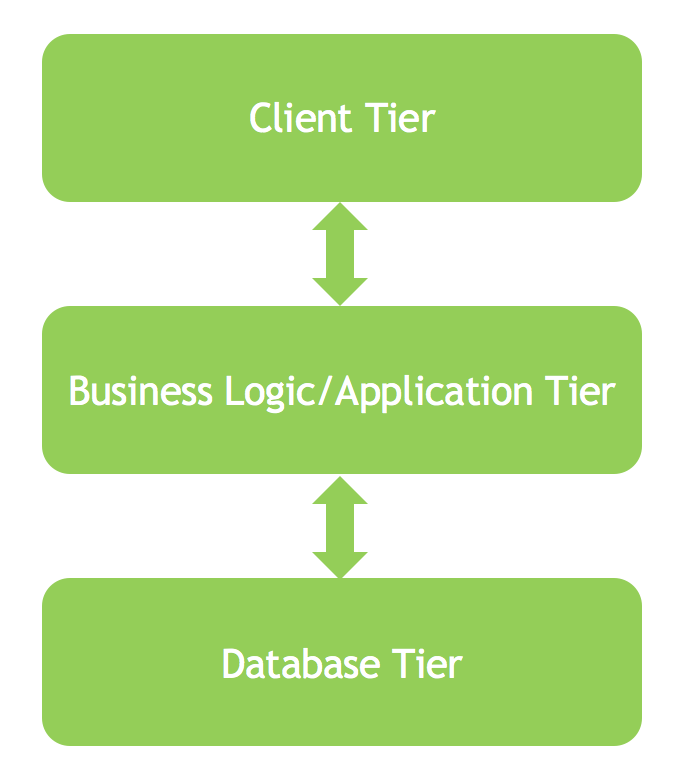 Client Tier
Business Logic/Application Tier
Database Tier